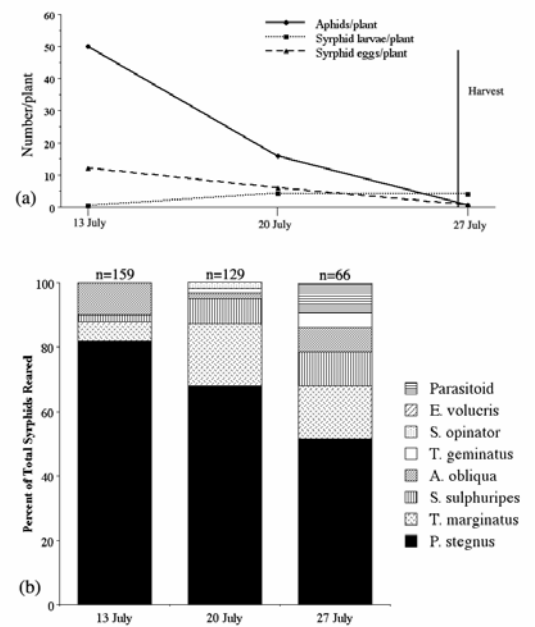 60
Aphids/plant
Syrphid larvae/plant
Syrphid eggs/plant
50
40
30
20
10
0
Number/plant
Harvest
(a)
13 July
20 July
27 July
n=159
n=129
n=66
100
80
60
40
20
0
Percent of Total Syrphids Reared
Parasitoid
E. volucris
S. opinator
T. geminatus
A. obliqua
S. sulphuripes
T. marginatus
P. stegnus
(b)
13 July
20 July
27 July